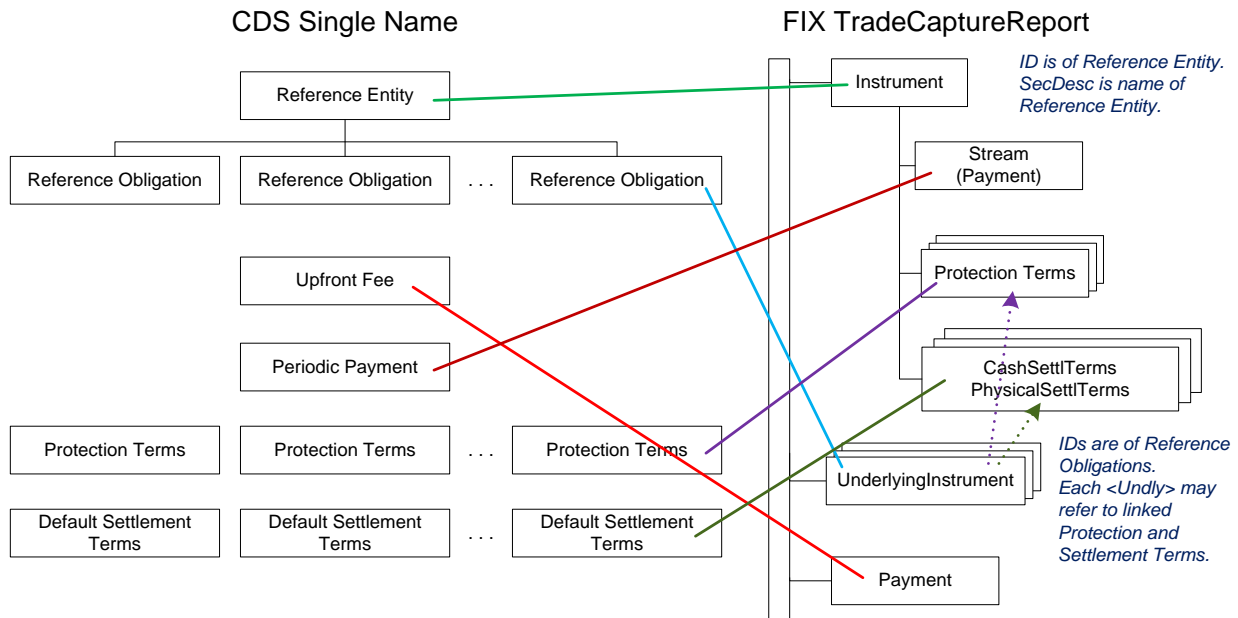 CDS Single Name
FIX TradeCaptureReport
Reference Entity
Reference Obligation
Reference Obligation
. . .
Reference Obligation
Upfront Fee
Periodic Payment
Protection Terms
Protection Terms
. . .
Protection Terms
Default Settlement
Terms
Default Settlement
Terms
. . .
Default Settlement
Terms
Instrument
ID is of Reference Entity.
SecDesc is name of
Reference Entity.
Stream
(Payment)
Protection Terms
CashSettlTerms
PhysicalSettlTerms
UnderlyingInstrument
IDs are of Reference
Obligations.
Each <Undly> may
refer to linked
Protection and
Settlement Terms.
Payment